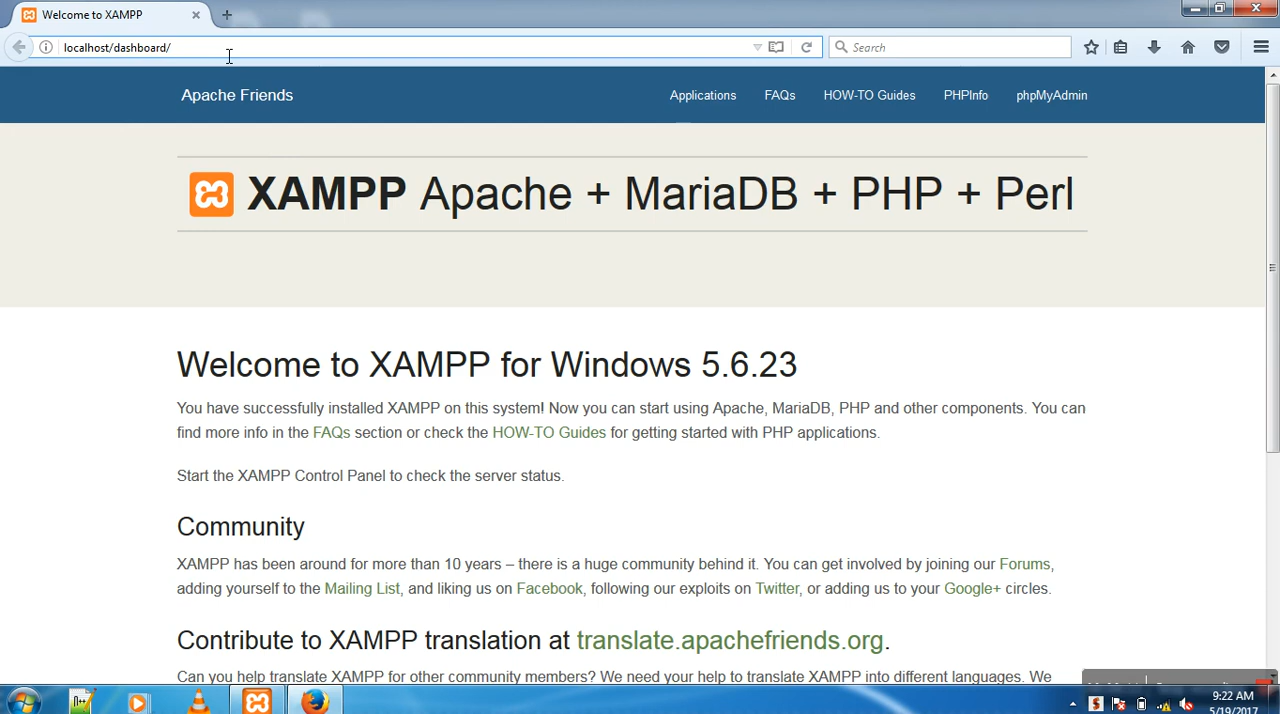 Welcome to XAMPP
localhost/dashboard/
Search
Apache Friends
Applications
FAQs
HOW-TO Guides
PHPInfo
phpMyAdmin
XAMPP Apache + MariaDB + PHP + Perl
Welcome to XAMPP for Windows 5.6.23
You have successfully installed XAMPP on this system! Now you can start using Apache, MariaDB, PHP and other components. You can
find more info in the FAQs section or check the HOW-TO Guides for getting started with PHP applications.
Start the XAMPP Control Panel to check the server status.
Community
XAMPP has been around for more than 10 years – there is a huge community behind it. You can get involved by joining our Forums,
adding yourself to the Mailing List, and liking us on Facebook, following our exploits on Twitter, or adding us to your Google+ circles.
Contribute to XAMPP translation at translate.apachefriends.org.
Can you help translate XAMPP for other community members? We need your help to translate XAMPP into different languages. We
9:22 AM
5/19/2017